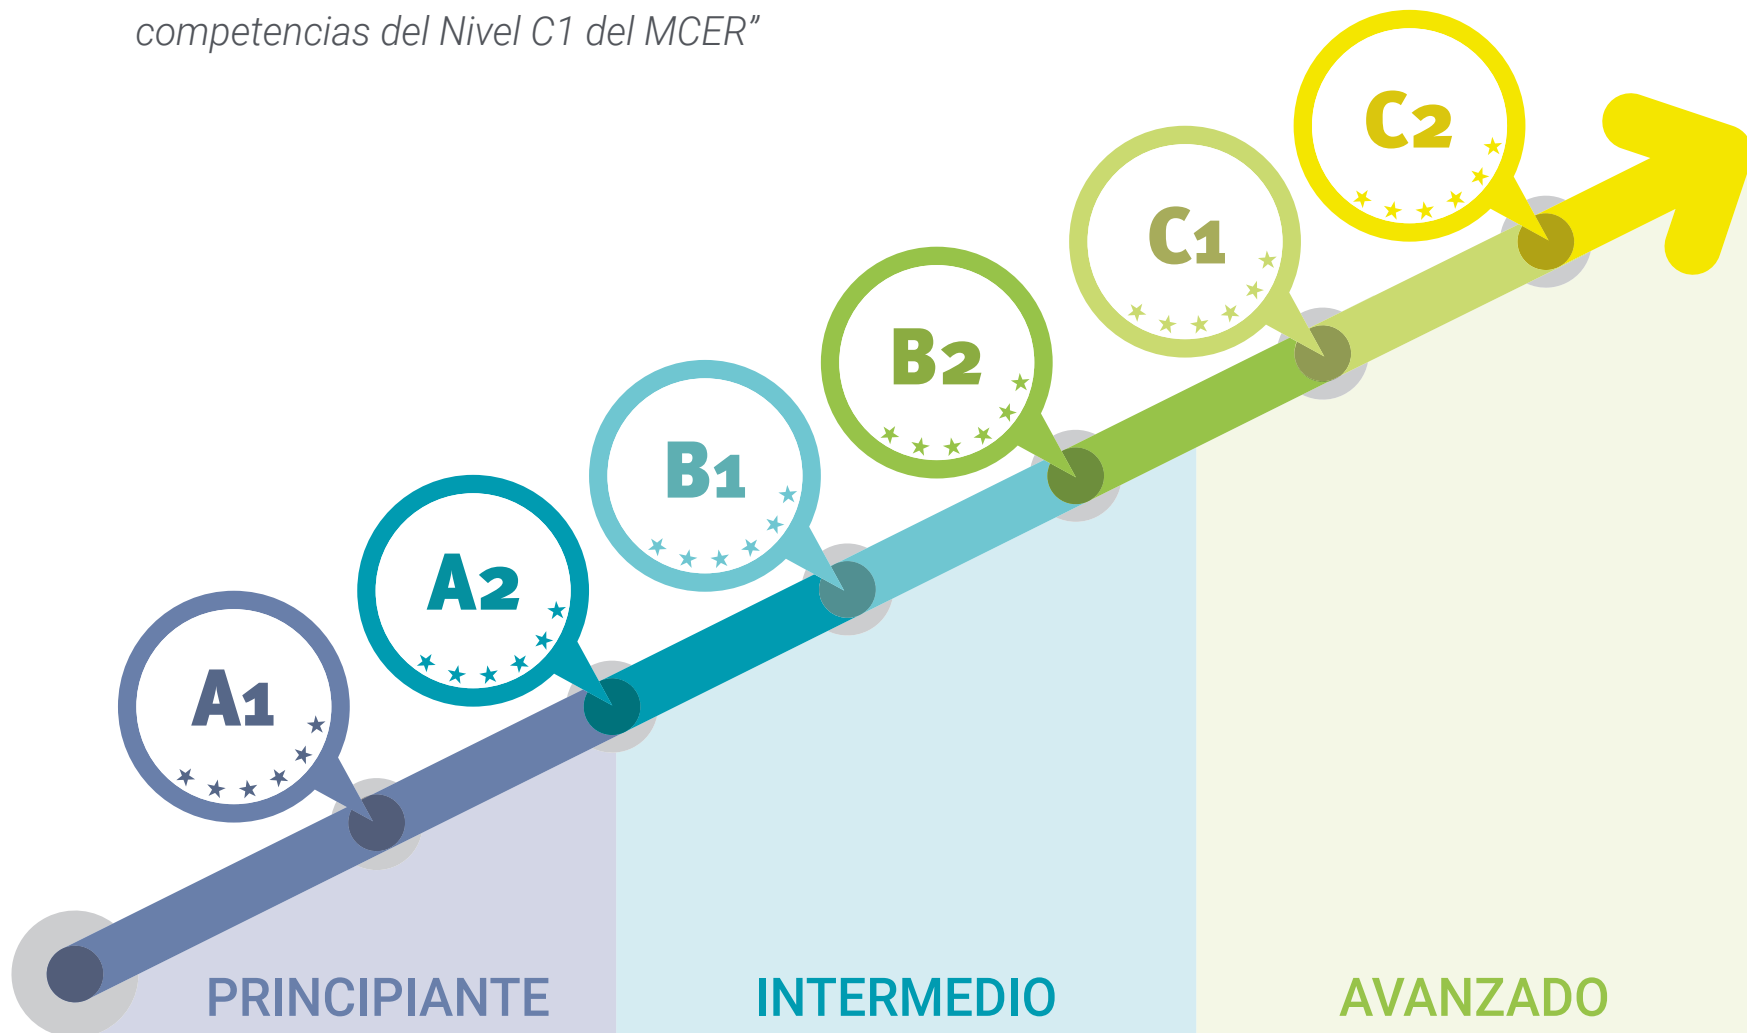 competencias del Nivel C1 del MCER”
C2
C1
B2
B1
A2
A1
PRINCIPIANTE
INTERMEDIO
AVANZADO